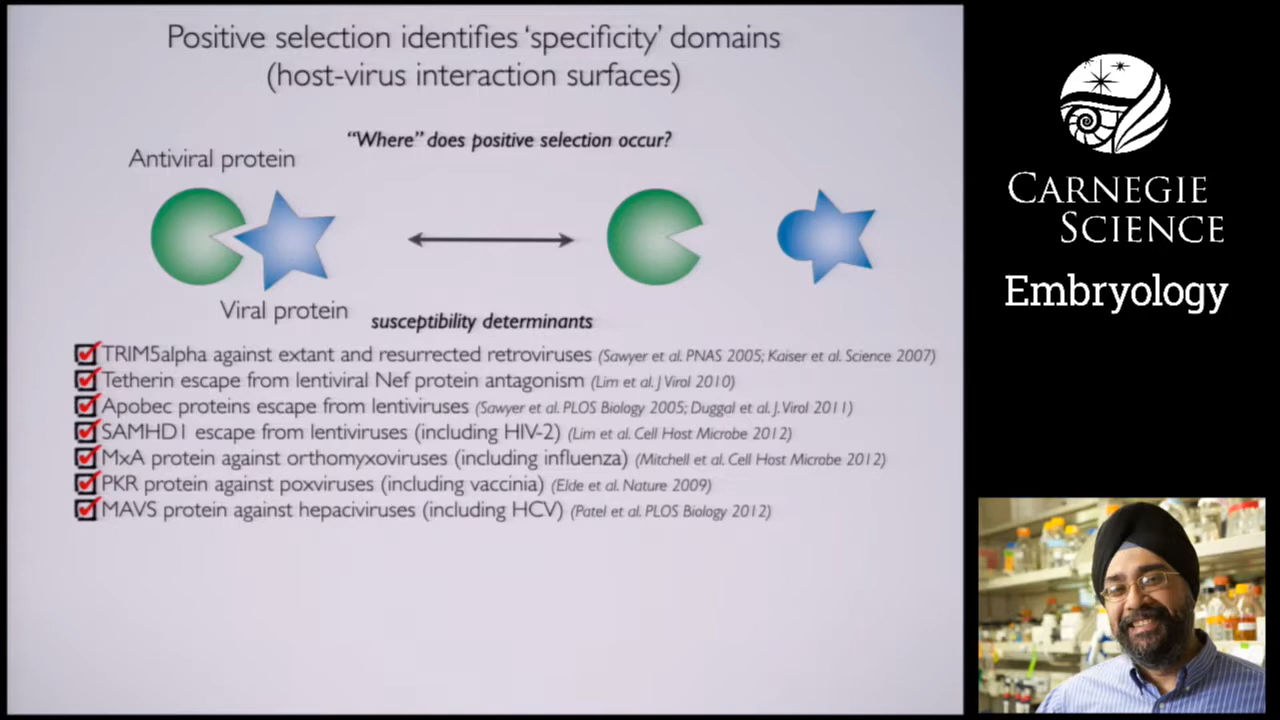 Positive selection identifies ‘specificity’ domains
(host-virus interaction surfaces)
“Where” does positive selection occur?
Antiviral protein
Viral protein
susceptibility determinants
TRIM5alpha against extant and resurrected retroviruses (Sawyer et al. PNAS 2005; Kaiser et al. Science 2007)
Tetherin escape from lentiviral Nef protein antagonism (Lim et al. J Virol 2010)
Apobec proteins escape from lentiviruses (Sawyer et al. PLOS Biology 2005; Duggal et al. J. Virol 2011)
SAMHD1 escape from lentiviruses (including HIV-2) (Lim et al. Cell Host Microbe 2012)
MxA protein against orthomyxoviruses (including influenza) (Mitchell et al. Cell Host Microbe 2012)
PKR protein against poxviruses (including vaccinia) (Elde et al. Nature 2009)
MAVS protein against hepaciviruses (including HCV) (Patel et al. PLOS Biology 2012)
CARNEGIE
SCIENCE
Embryology